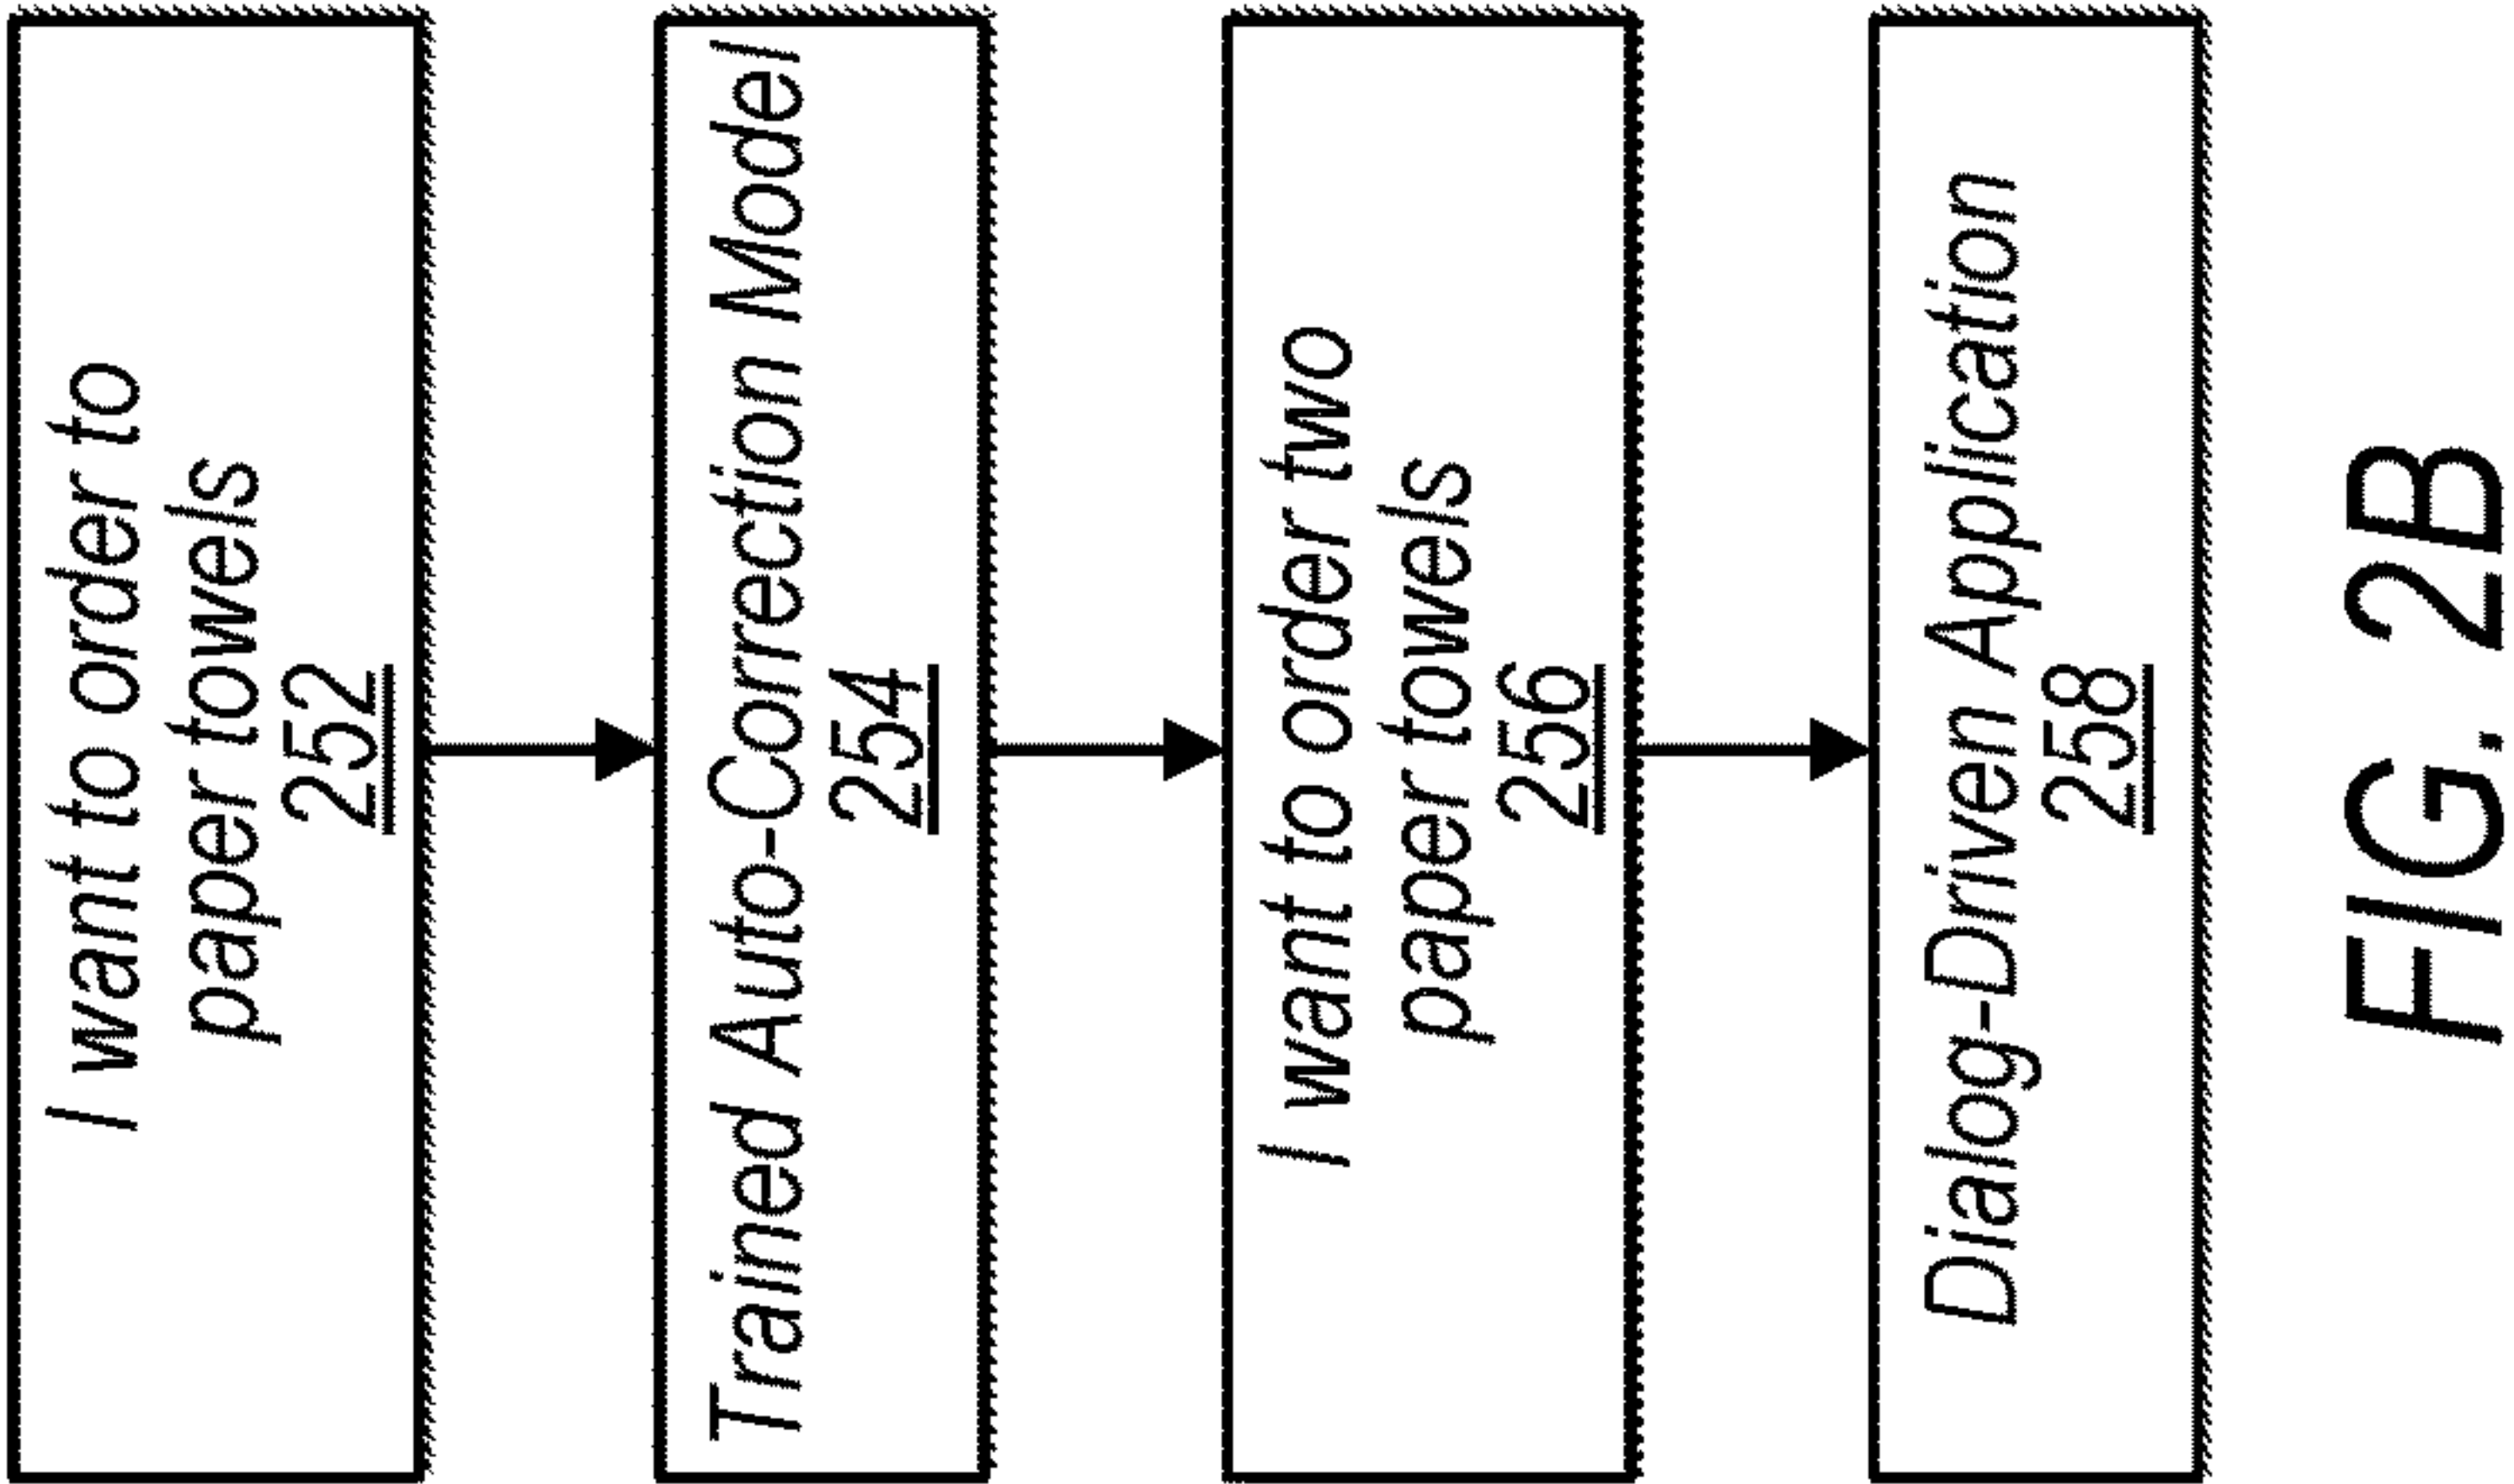 I want to order to
paper towels
252
Trained Auto-Correction Model
254
I want to order two
paper towels
256
Dialog-Driven Application
258
FIG. 2B